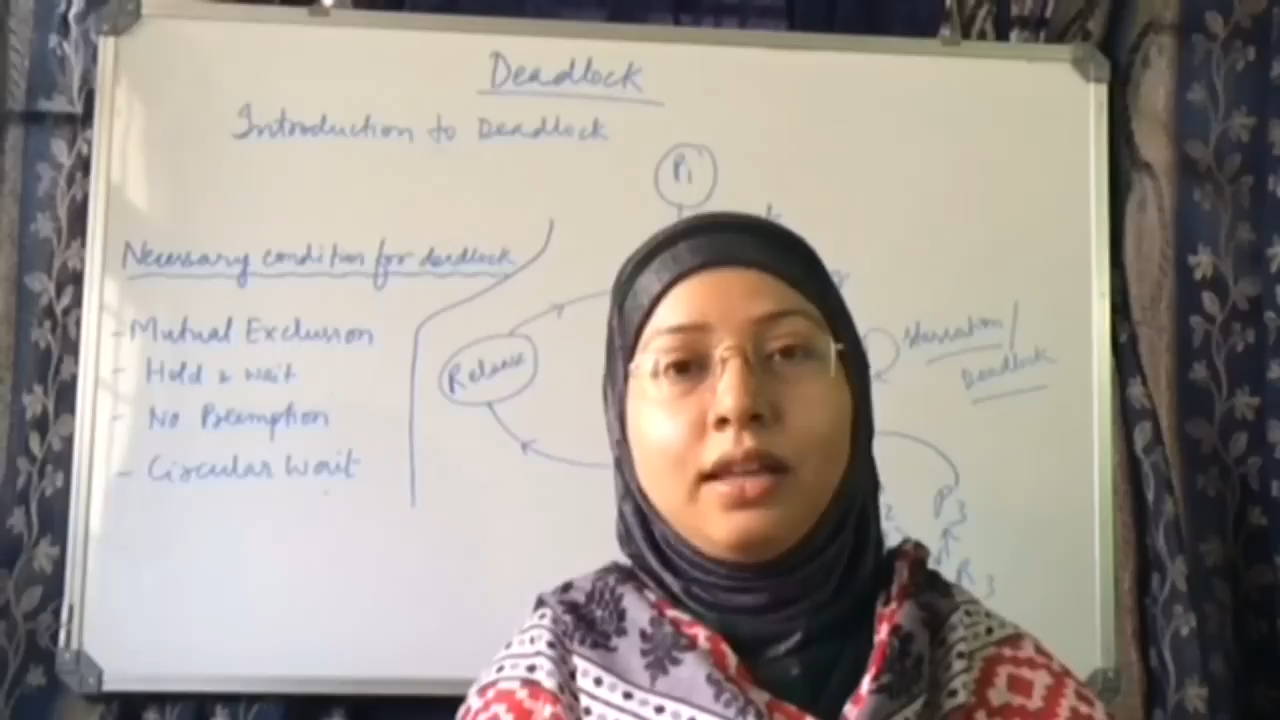 Deadlock
Introduction to Deadlock
P1
Necessary condition for deadlock
- Mutual Exclusion
- Hold & wait
- No Preemption
- Circular Wait
Release
Starvation/
Deadlock
2
P3
R3